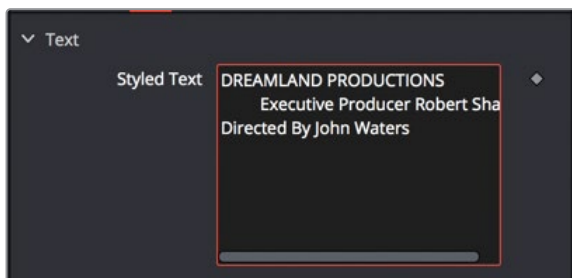 Text
Styled Text
DREAMLAND PRODUCTIONS
Executive Producer Robert Sha
Directed By John Waters